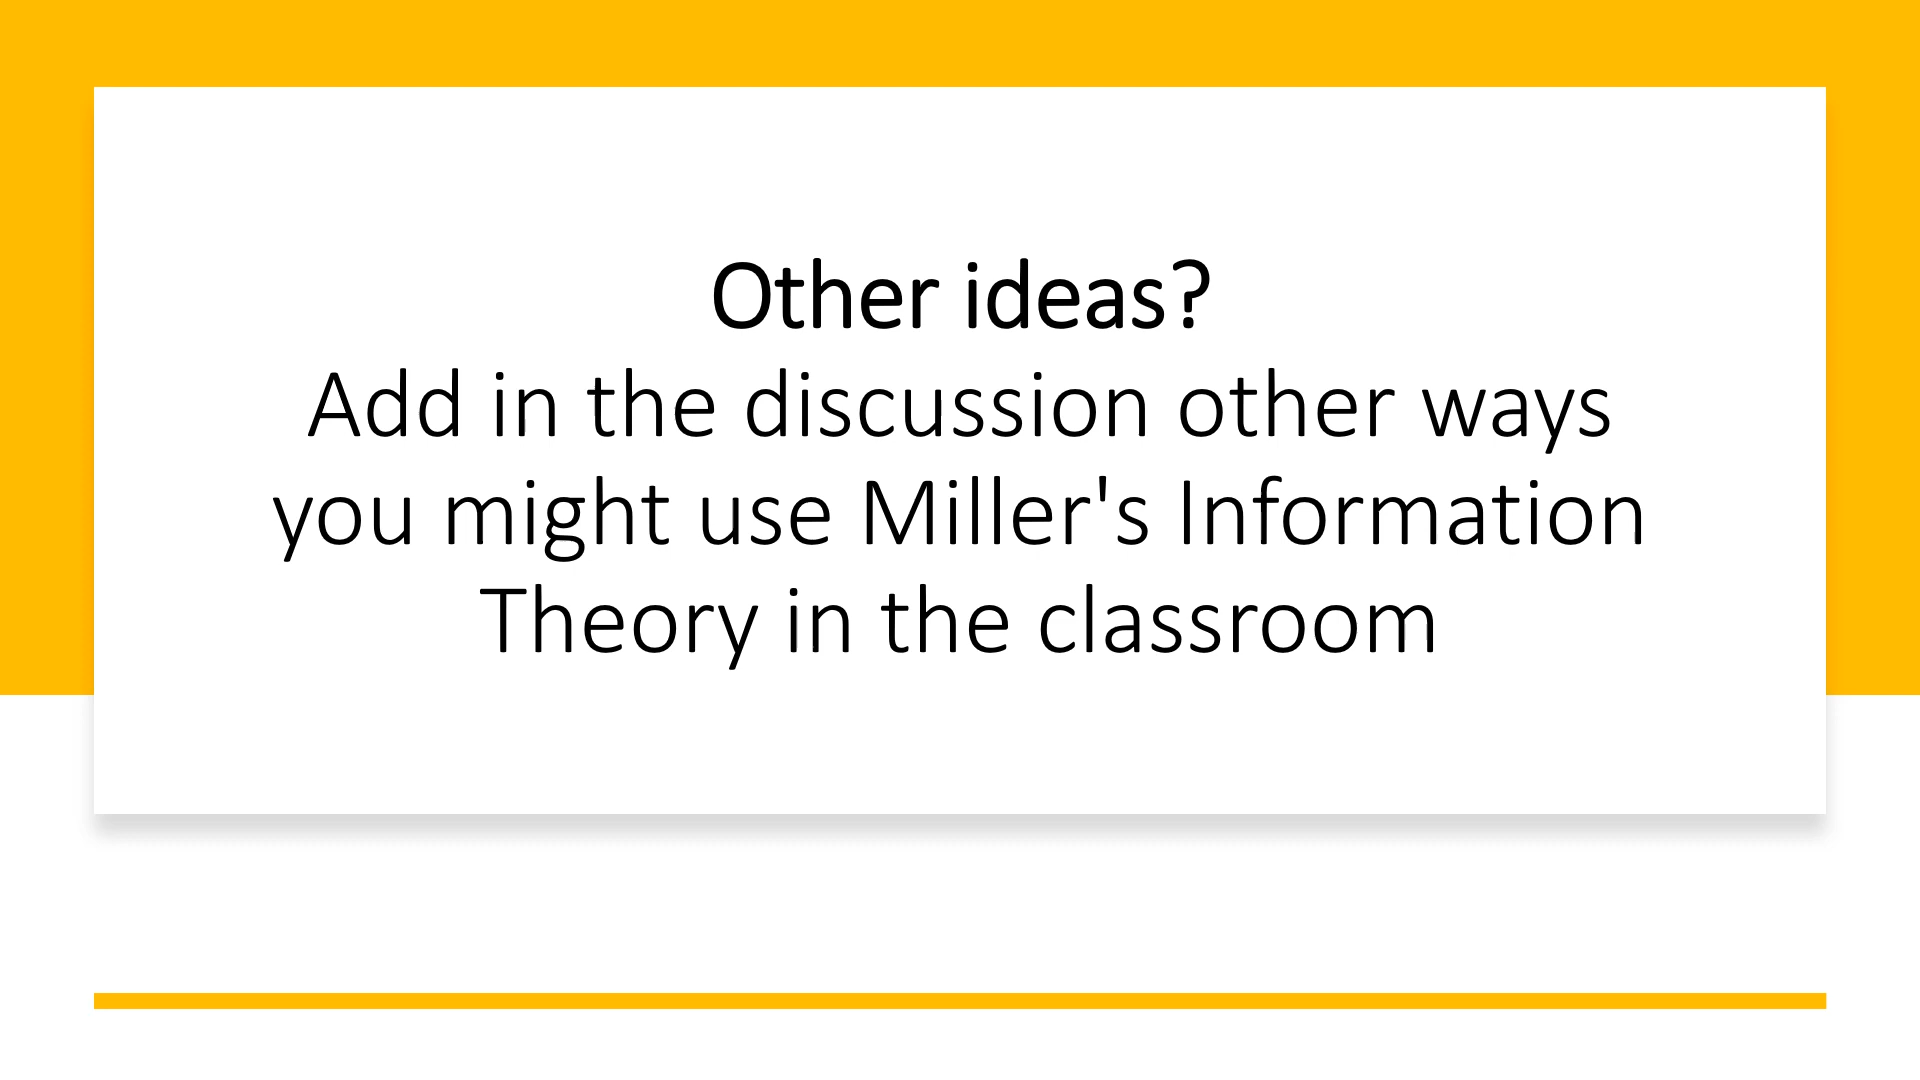 Other ideas?
Add in the discussion other ways
you might use Miller's Information
Theory in the classroom